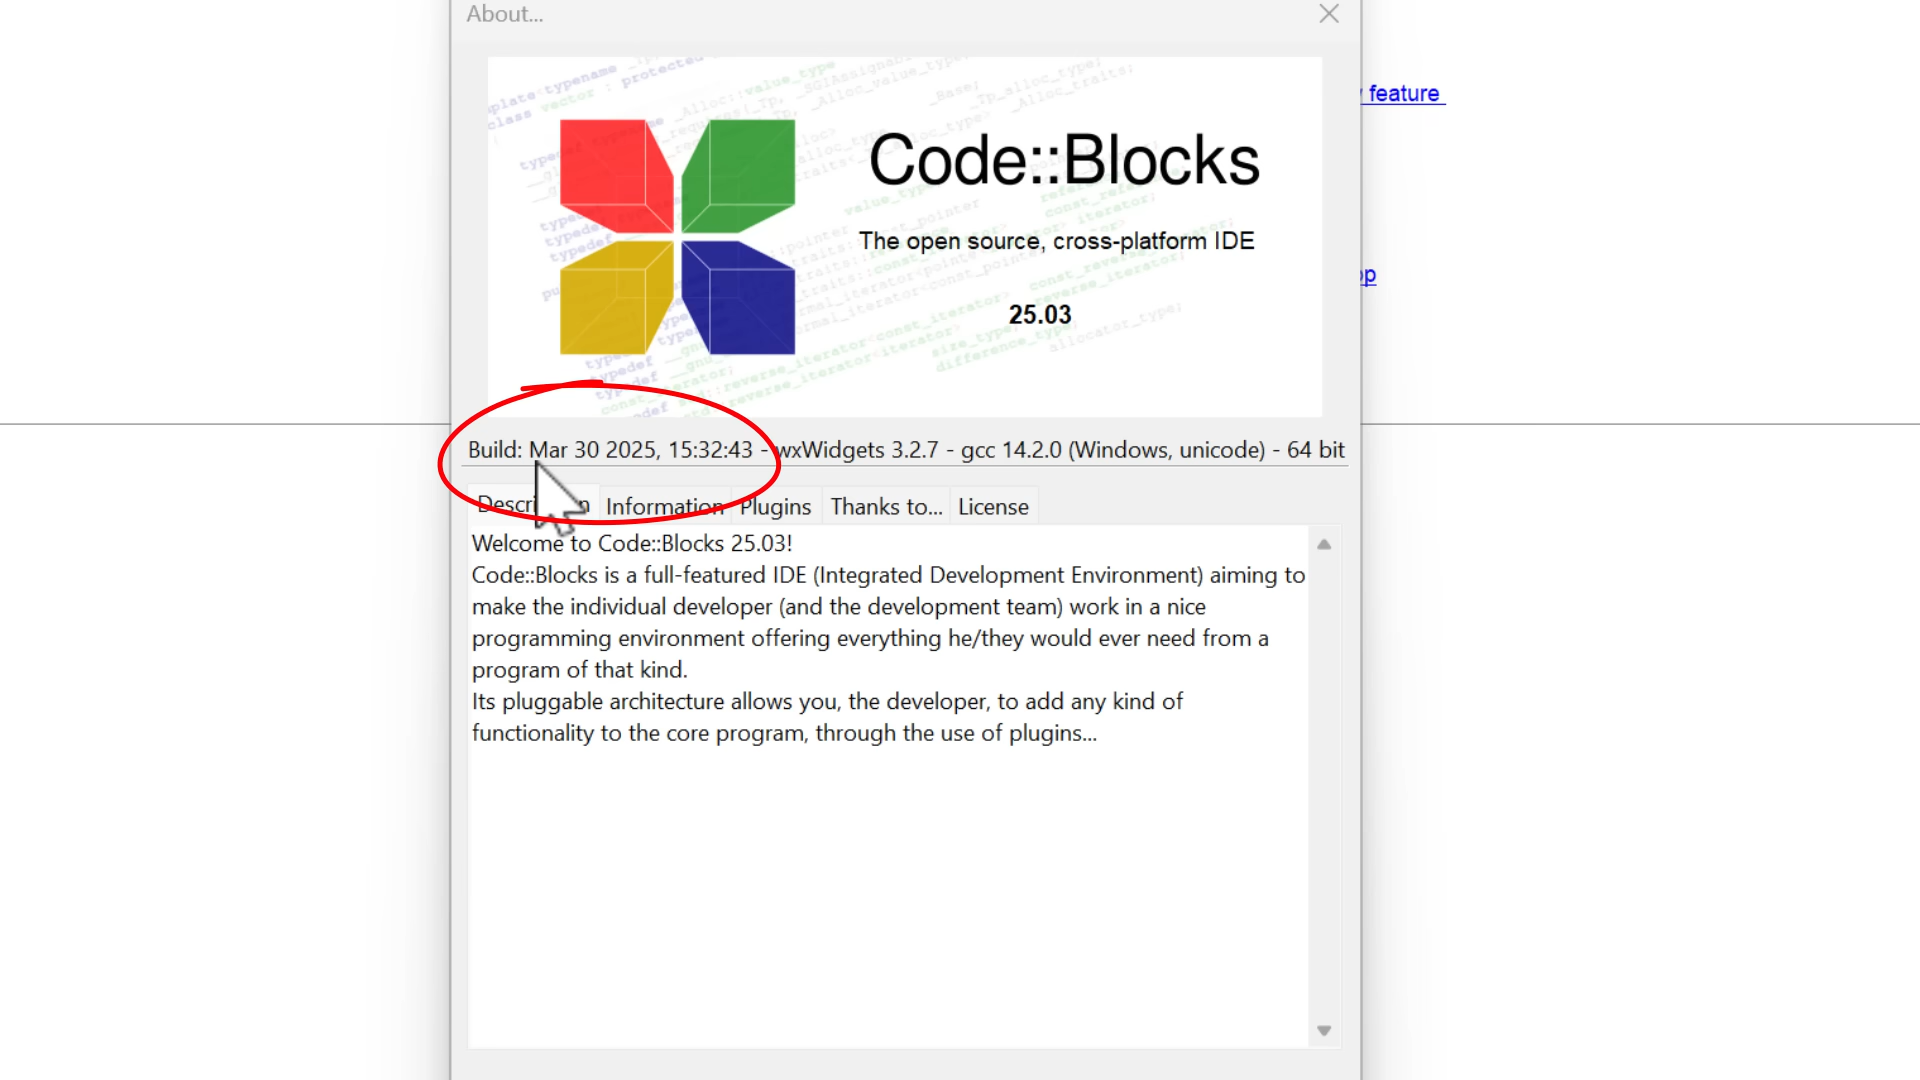 About...
Code::Blocks
The open source, cross-platform IDE
25.03
feature
Build: Mar 30 2025, 15:32:43 - wxWidgets 3.2.7 - gcc 14.2.0 (Windows, unicode) - 64 bit
Information Plugins Thanks to... License
Welcome to Code::Blocks 25.03!
Code::Blocks is a full-featured IDE (Integrated Development Environment) aiming to
make the individual developer (and the development team) work in a nice
programming environment offering everything he/they would ever need from a
program of that kind.
Its pluggable architecture allows you, the developer, to add any kind of
functionality to the core program, through the use of plugins...